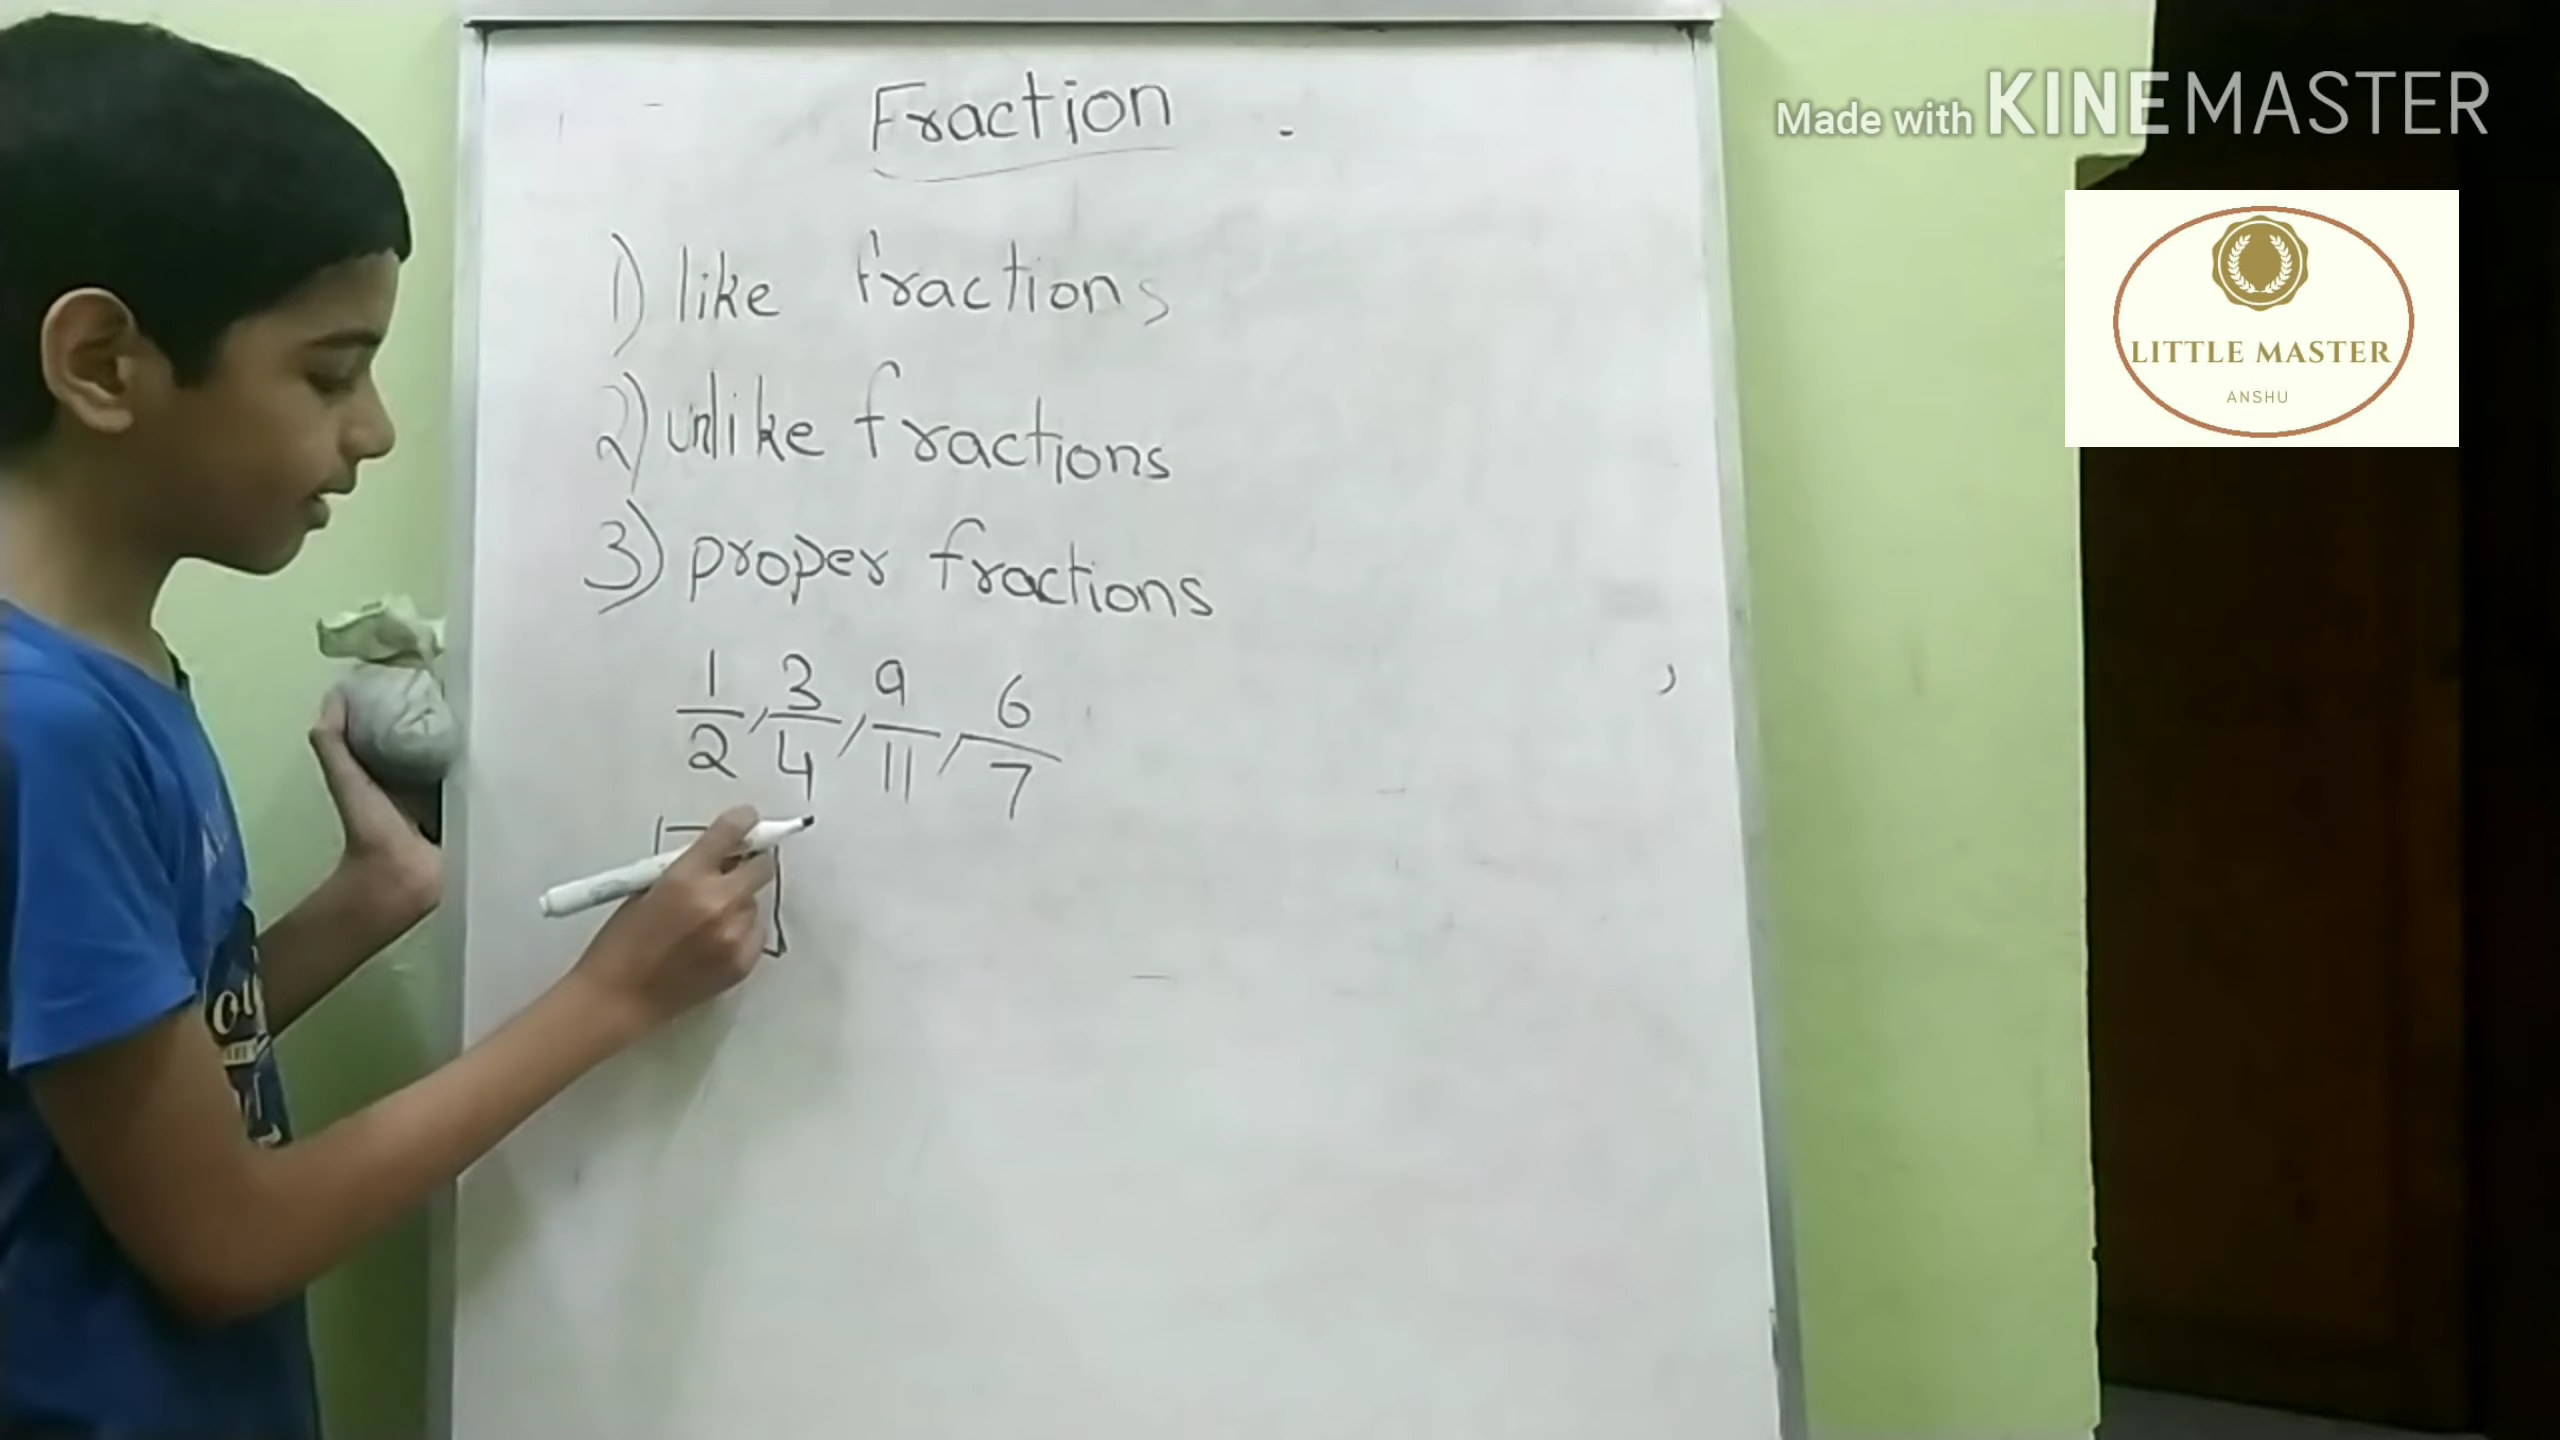 Fraction
Made with KINEMASTER
LITTLE MASTER
ANSHU
1) like fractions
2) unlike fractions
3) proper fractions
1/2, 3/4, 9/11, 6/7